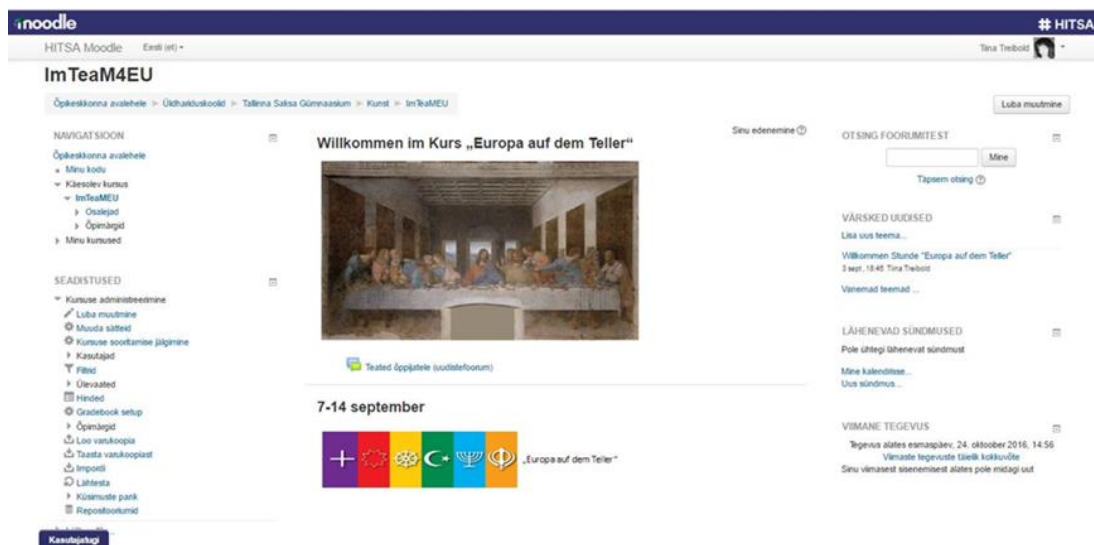 moodle
HITSA
HITSA Moodle Eesti (et)
Tiina Treibold
ImTeaM4EU
Õpikeskkonna avalehele Üldhariduskoolid Tallinna Saksa Gümnaasium Kunst ImTeaMEU
Luba muutmine
NAVIGATSIOON
Õpikeskkonna avalehele
Minu kodu
Käesolev kursus
ImTeaMEU
Osalejad
Õpimärgid
Minu kursused
SEADISTUSED
Kursuse administreerimine
Luba muutmine
Muuda sätteid
Kursuse sooritamise jälgimine
Kasutajad
Filtrid
Ülevaated
Hinded
Gradebook setup
Õpimärgid
Loo varukoopia
Taasta varukoopiast
Impordi
Lähtesta
Küsimuste pank
Repositooriumid
Kasutajatugi
Sinu edenemine
Willkommen im Kurs „Europa auf dem Teller“
Teated õppijatele (uudistefoorum)
7-14 september
„Europa auf dem Teller“
OTSING FOORUMITEST
Mine
Täpsem otsing
VÄRSKED UUDISED
Lisa uus teema...
Willkommen Stunde "Europa auf dem Teller"
3 sept, 18:46 Tiina Treibold
Vanemad teemad ...
LÄHENEVAD SÜNDMUSED
Pole ühtegi lähenevat sündmust
Mine kalendrisse...
Uus sündmus...
VIIMANE TEGEVUS
Tegevus alates esmaspäev, 24. oktoober 2016, 14:56
Viimaste tegevuste täielik kokkuvõte
Sinu viimasest sisenemisest alates pole midagi uut